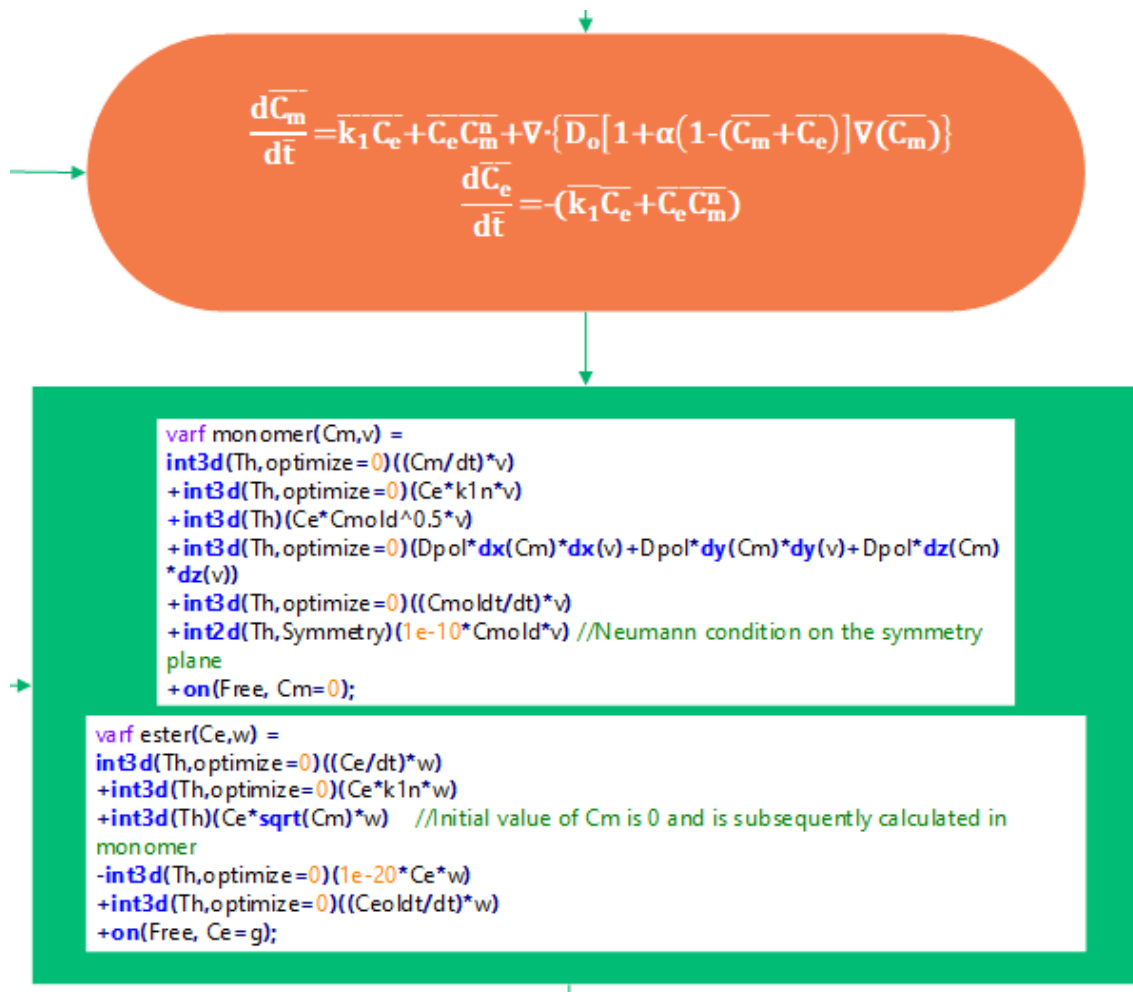 dC̅m̅/dt̅=k̅₁C̅e̅+C̅e̅C̅ₘ̅ⁿ+∇·{D̅o̅[1+α(1-(C̅m̅+C̅e̅)]∇(C̅m̅)}
dC̅e̅/dt̅=-(k̅₁C̅e̅+C̅e̅C̅ₘ̅ⁿ)
varf monomer(Cm,v) =
int3d(Th,optimize=0)((Cm/dt)*v)
+int3d(Th,optimize=0)(Ce*k1n*v)
+int3d(Th)(Ce*Cmold^0.5*v)
+int3d(Th,optimize=0)(Dpol*dx(Cm)*dx(v)+Dpol*dy(Cm)*dy(v)+Dpol*dz(Cm)
*dz(v))
+int3d(Th,optimize=0)((Cmoldt/dt)*v)
+int2d(Th,Symmetry)(1e-10*Cmold*v) //Neumann condition on the symmetry
plane
+on(Free, Cm=0);
varf ester(Ce,w) =
int3d(Th,optimize=0)((Ce/dt)*w)
+int3d(Th,optimize=0)(Ce*k1n*w)
+int3d(Th)(Ce*sqrt(Cm)*w) //Initial value of Cm is 0 and is subsequently calculated in
monomer
-int3d(Th,optimize=0)(1e-20*Ce*w)
+int3d(Th,optimize=0)((Ceoldt/dt)*w)
+on(Free, Ce=g);